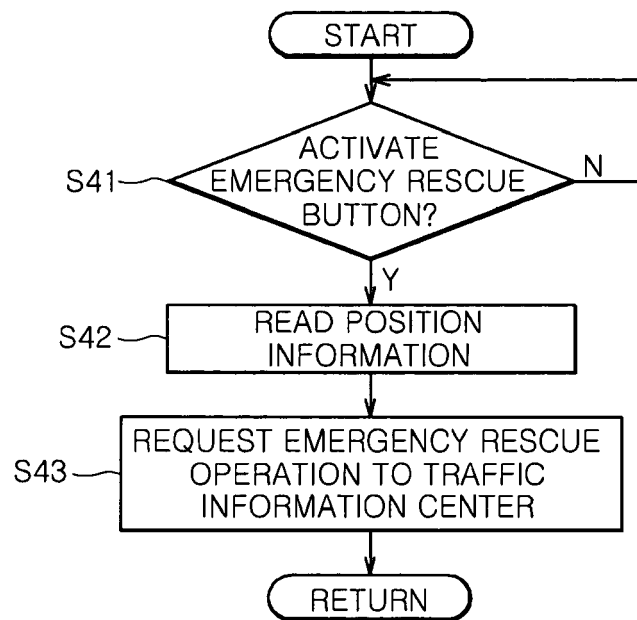 START
ACTIVATE
EMERGENCY RESCUE
BUTTON?
S41
N
Y
READ POSITION
INFORMATION
S42
REQUEST EMERGENCY RESCUE
OPERATION TO TRAFFIC
INFORMATION CENTER
S43
RETURN